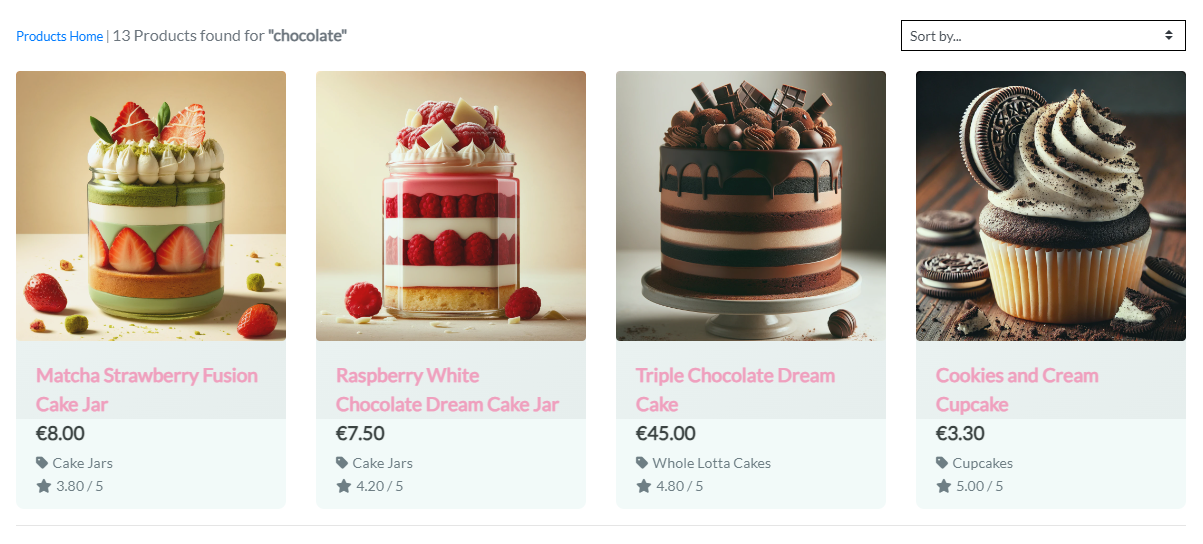 Products Home | 13 Products found for "chocolate"
Sort by...
Matcha Strawberry Fusion
Cake Jar
€8.00
Cake Jars
3.80 / 5
Raspberry White
Chocolate Dream Cake Jar
€7.50
Cake Jars
4.20 / 5
Triple Chocolate Dream
Cake
€45.00
Whole Lotta Cakes
4.80 / 5
Cookies and Cream
Cupcake
€3.30
Cupcakes
5.00 / 5